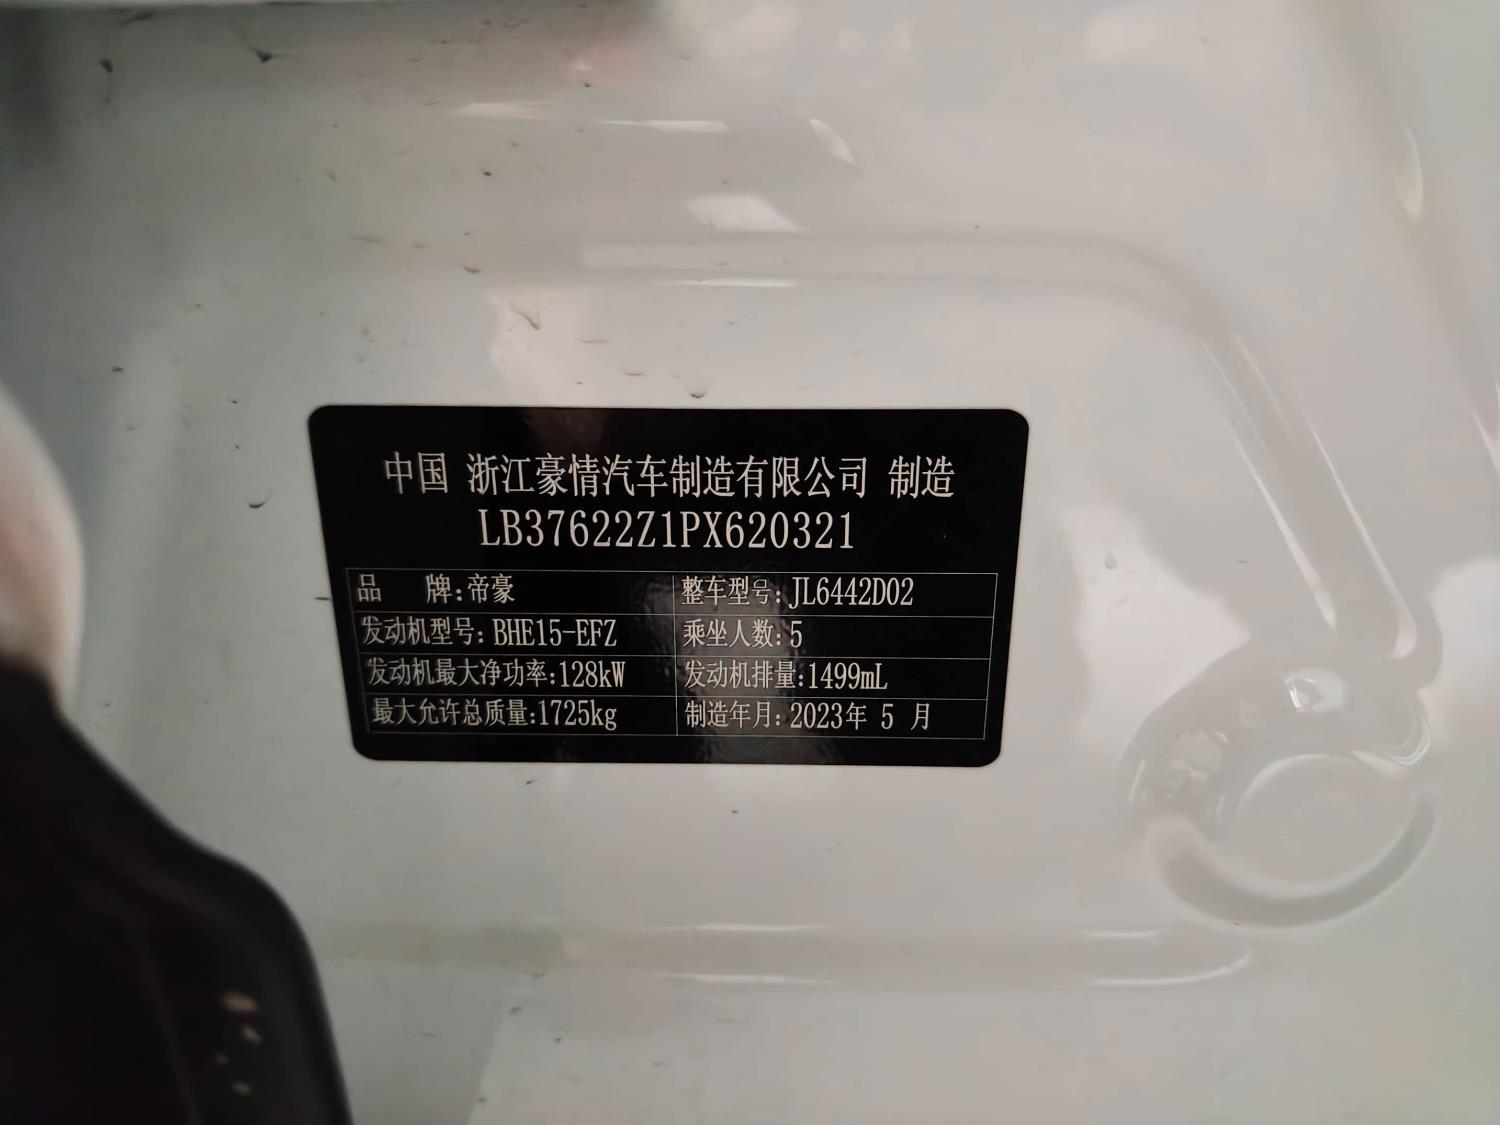 中国 浙江豪情汽车制造有限公司 制造
LB37622Z1PX620321
品 牌:帝豪 整车型号:JL6442D02
发动机型号:BHE15-EFZ 乘坐人数:5
发动机最大净功率:128kW 发动机排量:1499mL
最大允许总质量:1725kg 制造年月:2023年 5 月